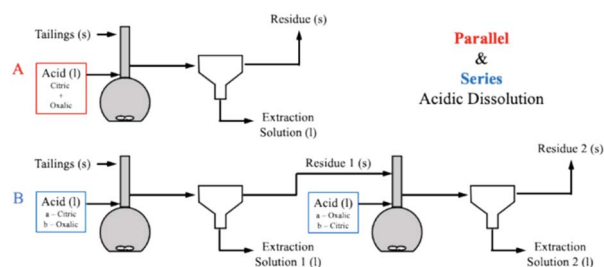 Residue (s)
Tailings (s)
Parallel
&
Series
Acidic Dissolution
A
Acid (l)
Citric
+
Oxalic
Extraction
Solution (l)
Residue 2 (s)
Tailings (s)
Residue 1 (s)
B
Acid (l)
a – Citric
b – Oxalic
Acid (l)
a – Oxalic
b – Citric
Extraction
Solution 1 (l)
Extraction
Solution 2 (l)